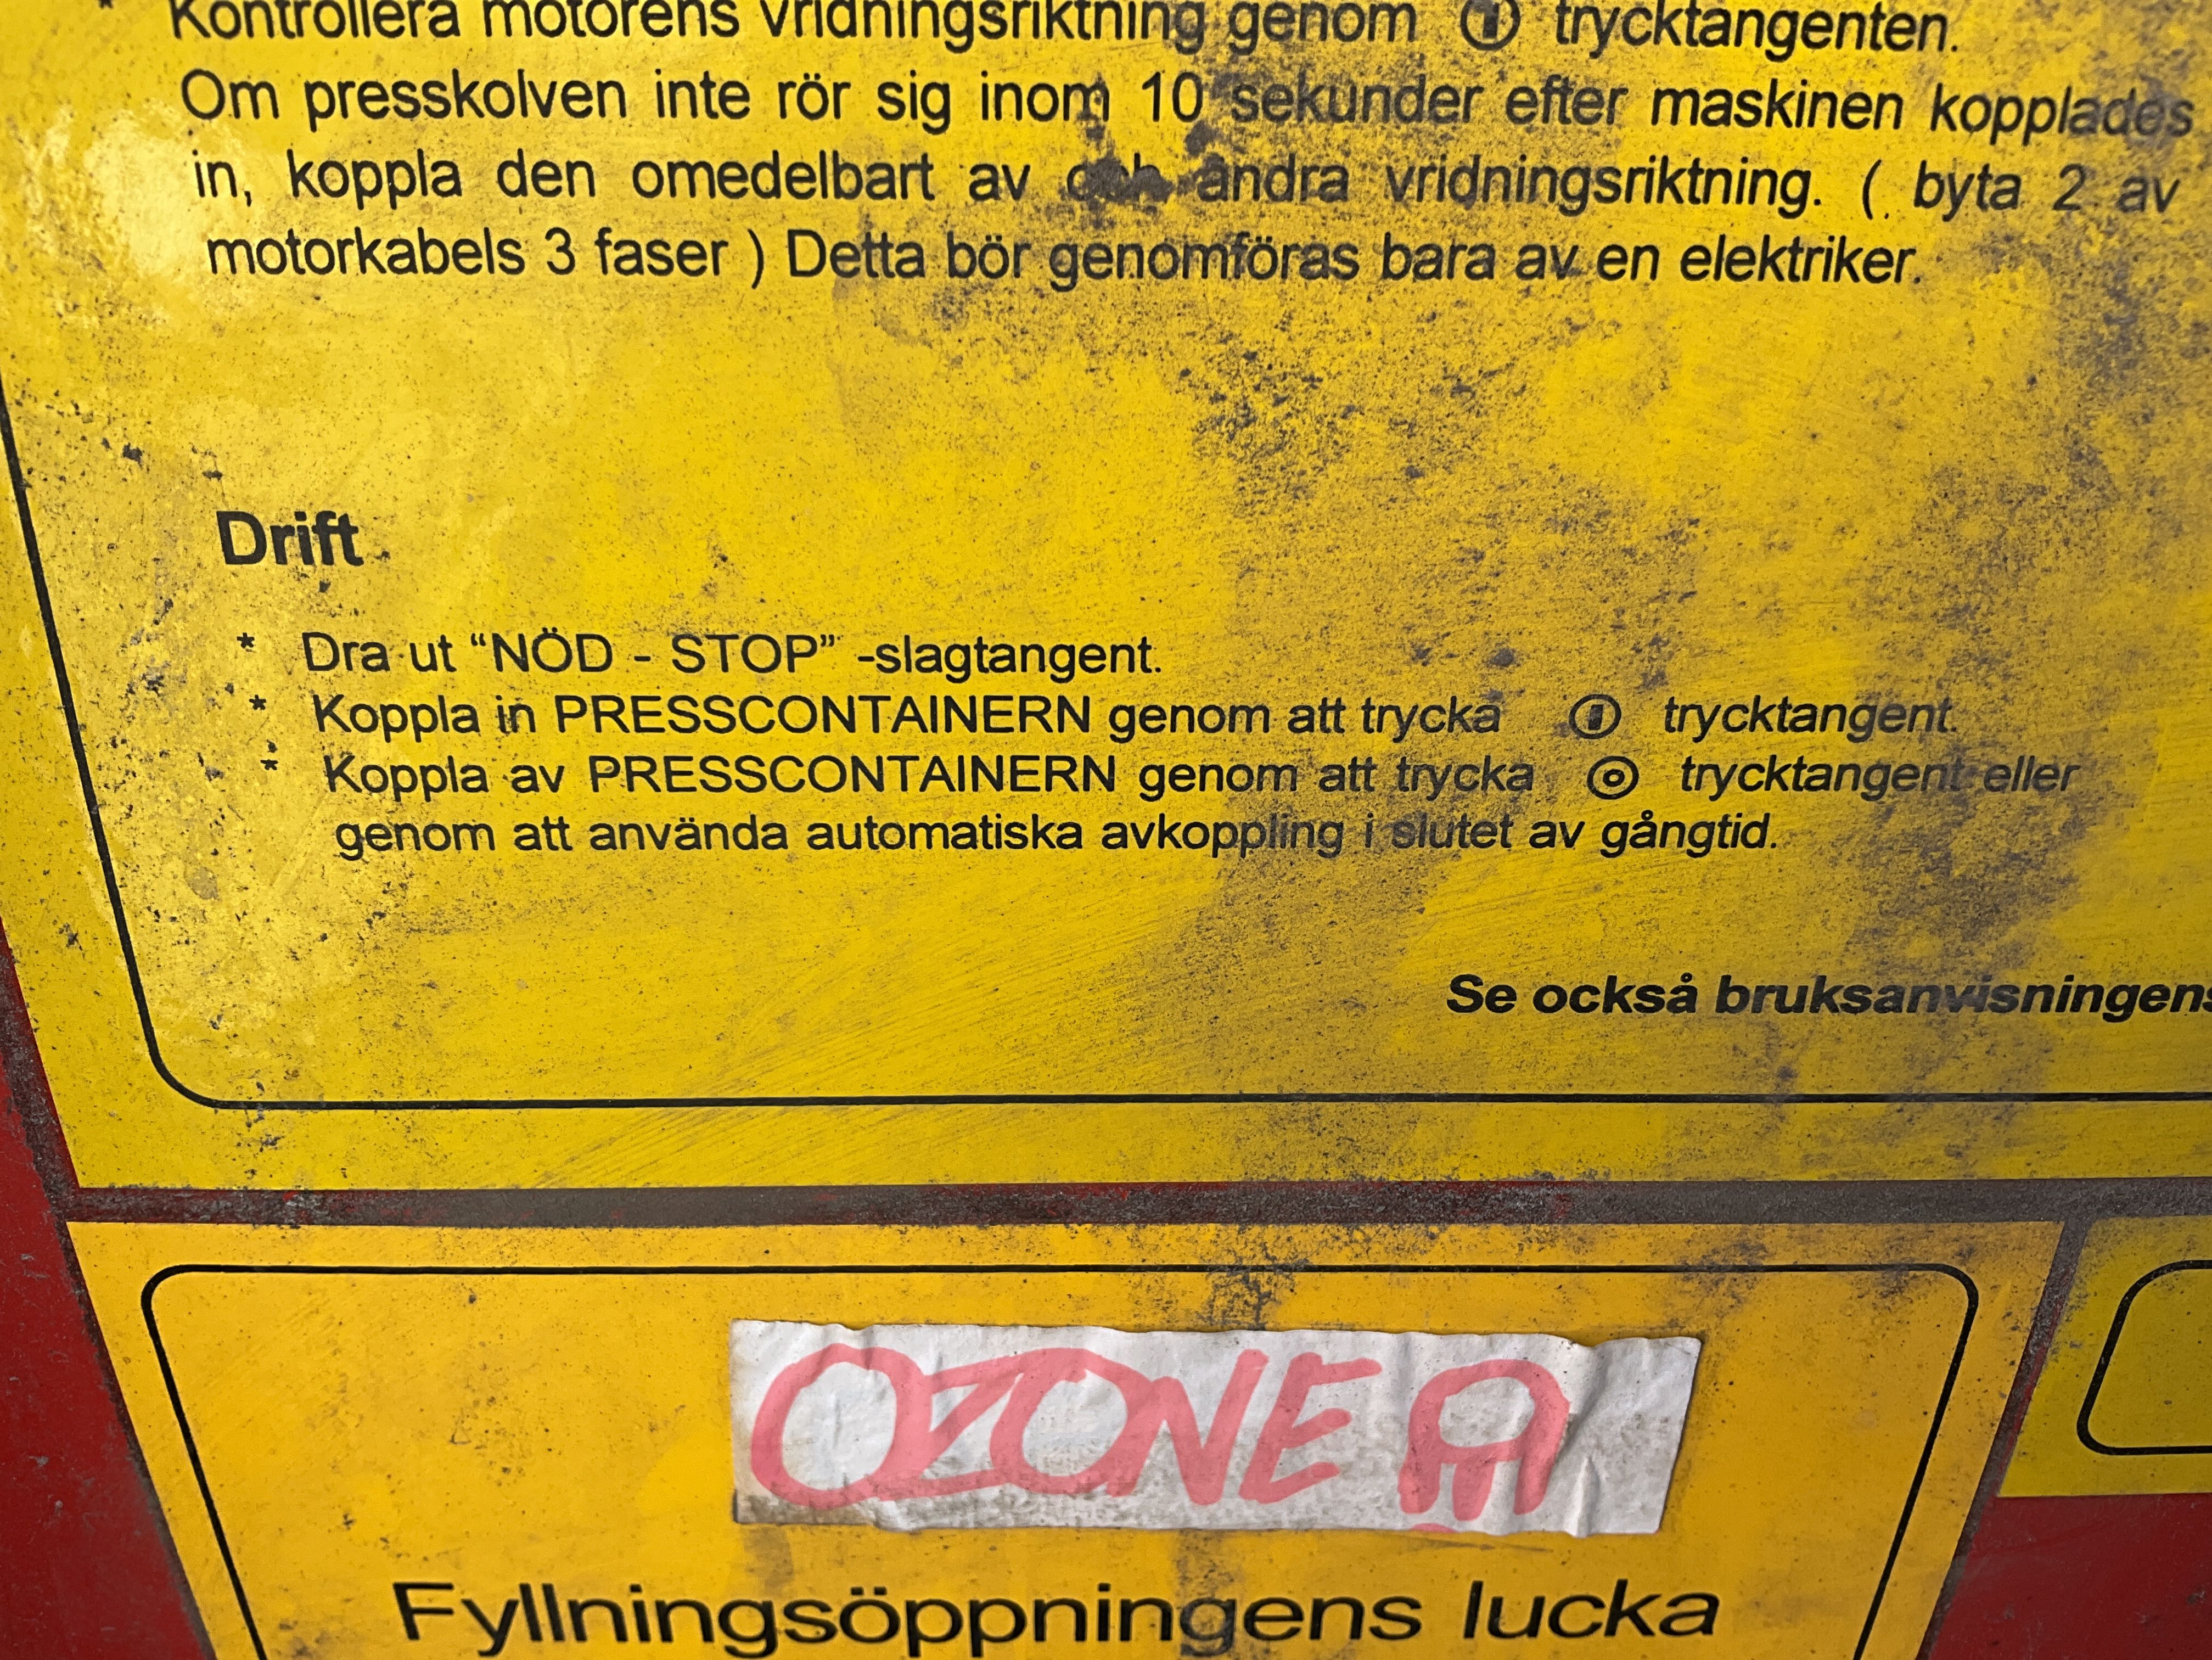 * Kontrollera motorens vridningsriktning genom trycktangenten.
Om presskolven inte rör sig inom 10 sekunder efter maskinen kopplades
in, koppla den omedelbart av och ändra vridningsriktning. ( byta 2 av
motorkabels 3 faser ) Detta bör genomföras bara av en elektriker.
Drift
* Dra ut “NÖD - STOP” -slagtangent.
* Koppla in PRESSCONTAINERN genom att trycka trycktangent.
* Koppla av PRESSCONTAINERN genom att trycka trycktangent eller
genom att använda automatiska avkoppling i slutet av gångtid.
Se också bruksanvisningens
OZONE
Fyllningsöppningens lucka